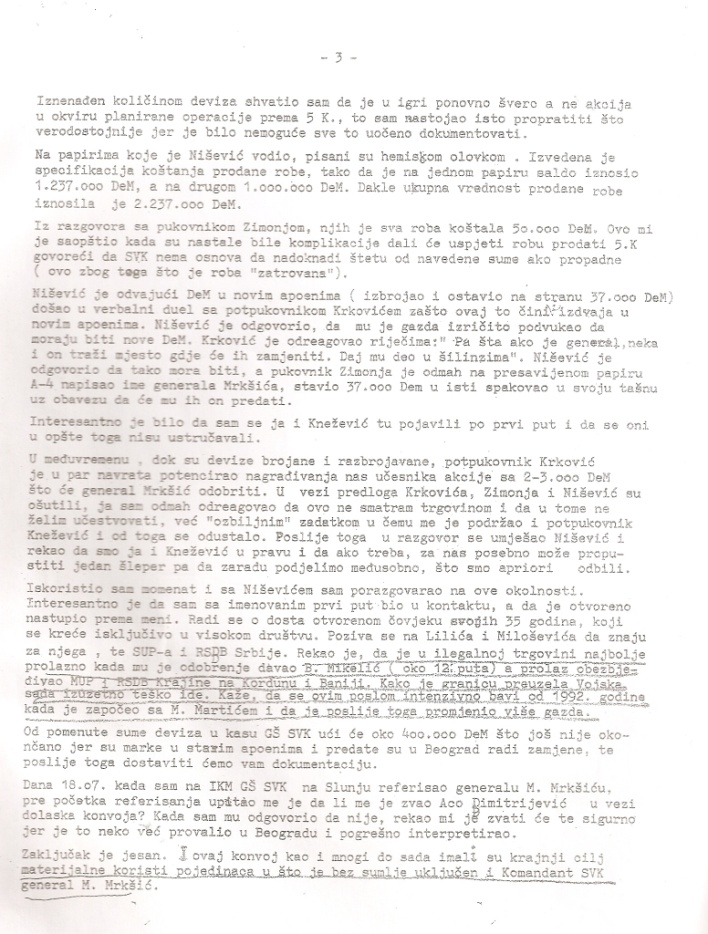 - 3 -
Iznenađen količinom deviza shvatio sam da je u igri ponovno šverc a ne akcija
u okviru planirane operacije prema 5 K., to sam nastojao isto propratiti što
verodostojnije jer je bilo nemoguće sve to uočeno dokumentovati.
Na papirima koje je Nišević vodio, pisani su hemiskom olovkom . Izvedena je
specifikacija koštanja prodane robe, tako da je na jednom papiru saldo iznosio
1.237.000 DeM, a na drugom 1.000.000 DeM. Dakle ukupna vrednost prodane robe
iznosila je 2.237.000 DeM.
Iz razgovora sa pukovnikom Zimonjom, njih je sva roba koštala 50.000 DeM. Ovo mi
je saopštio kada su nastale bile komplikacije dali će uspjeti robu prodati 5.K
govoreći da SVK nema osnova da nadoknadi štetu od navedene sume ako propadne
( ovo zbog toga što je roba "zatrovana").
Nišević je odvajući DeM u novim apoenima ( izbrojao i ostavio na stranu 37.000 DeM)
došao u verbalni duel sa potpukovnikom Krkovićem zašto ovaj to čini izdvaja u
novim apoenima. Nišević je odgovorio, da mu je gazda izričito podvukao da
moraju biti nove DeM. Krković je odreagovao riječima:" Pa šta ako je general,neka
i on traži mjesto gdje će ih zamjeniti. Daj mu deo u šilinzima". Nišević je
odgovorio da tako mora biti, a pukovnik Zimonja je odmah na presavijenom papiru
A-4 napisao ime generala Mrkšića, stavio 37.000 Dem u isti spakovao u svoju tašnu
uz obavezu da će mu ih on predati.
Interesantno je bilo da sam se ja i Knežević tu pojavili po prvi put i da se oni
u opšte toga nisu ustručavali.
U međuvremenu , dok su devize brojane i razbrojavane, potpukovnik Krković
je u par navrata potencirao nagrađivanja nas učesnika akcije sa 2-3.000 DeM
što će general Mrkšić odobriti. U vezi predloga Krkovića, Zimonja i Nišević su
ošutili, ja sam odmah odreagovao da ovo ne smatram trgovinom i da u tome ne
želim učestvovati, već "ozbiljnim" zadatkom u čemu me je podržao i potpukovnik
Knežević i od toga se odustalo. Poslije toga u razgovor se umješao Nišević i
rekao da smo ja i Knežević u pravu i da ako treba, za nas posebno može propu-
stiti jedan šleper pa da zaradu podjelimo međusobno, što smo apriori odbili.
Iskoristio sam momenat i sa Niševićem sam porazgovarao na ove okolnosti.
Interesantno je da sam sa imenovanim prvi put bio u kontaktu, a da je otvoreno
nastupio prema meni. Radi se o dosta otvorenom čovjeku svojih 35 godina, koji
se kreće isključivo u visokom društvu. Poziva se na Lilića i Miloševića da znaju
za njega , te SUP-a i RSDB Srbije. Rekao je, da je u ilegalnoj trgovini najbolje
prolazno kada mu je odobrenje davao B. Mikelić ( oko 12 puta) a prolaz obezbje-
đivao MUP i RSDB Krajine na Kordunu i Baniji. Kako je granicu preuzela Vojska
sada izuzetno teško ide. Kaže, da se ovim poslom intenzivno bavi od 1992. godine
kada je započeo sa M. Martićem i da je poslije toga promjenio više gazda.
Od pomenute sume deviza u kasu GŠ SVK ući će oko 400.000 DeM što još nije oko-
nčano jer su marke u starim apoenima i predate su u Beograd radi zamjene, te
poslije toga dostaviti ćemo vam dokumentaciju.
Dana 18.07. kada sam na IKM GŠ SVK na Slunju referisao generalu M. Mrkšiću,
pre početka referisanja upitao me je da li me je zvao Aco Dimitrijević u vezi
dolaska konvoja? Kada sam mu odgovorio da nije, rekao mi je zvati će te sigurno
jer je to neko već provalio u Beogradu i pogrešno interpretirao.
Zaključak je jasan. I ovaj konvoj kao i mnogi do sada imali su krajnji cilj
materijalne koristi pojedinaca u što je bez sumlje uključen i Komandant SVK
general M. Mrkšić.